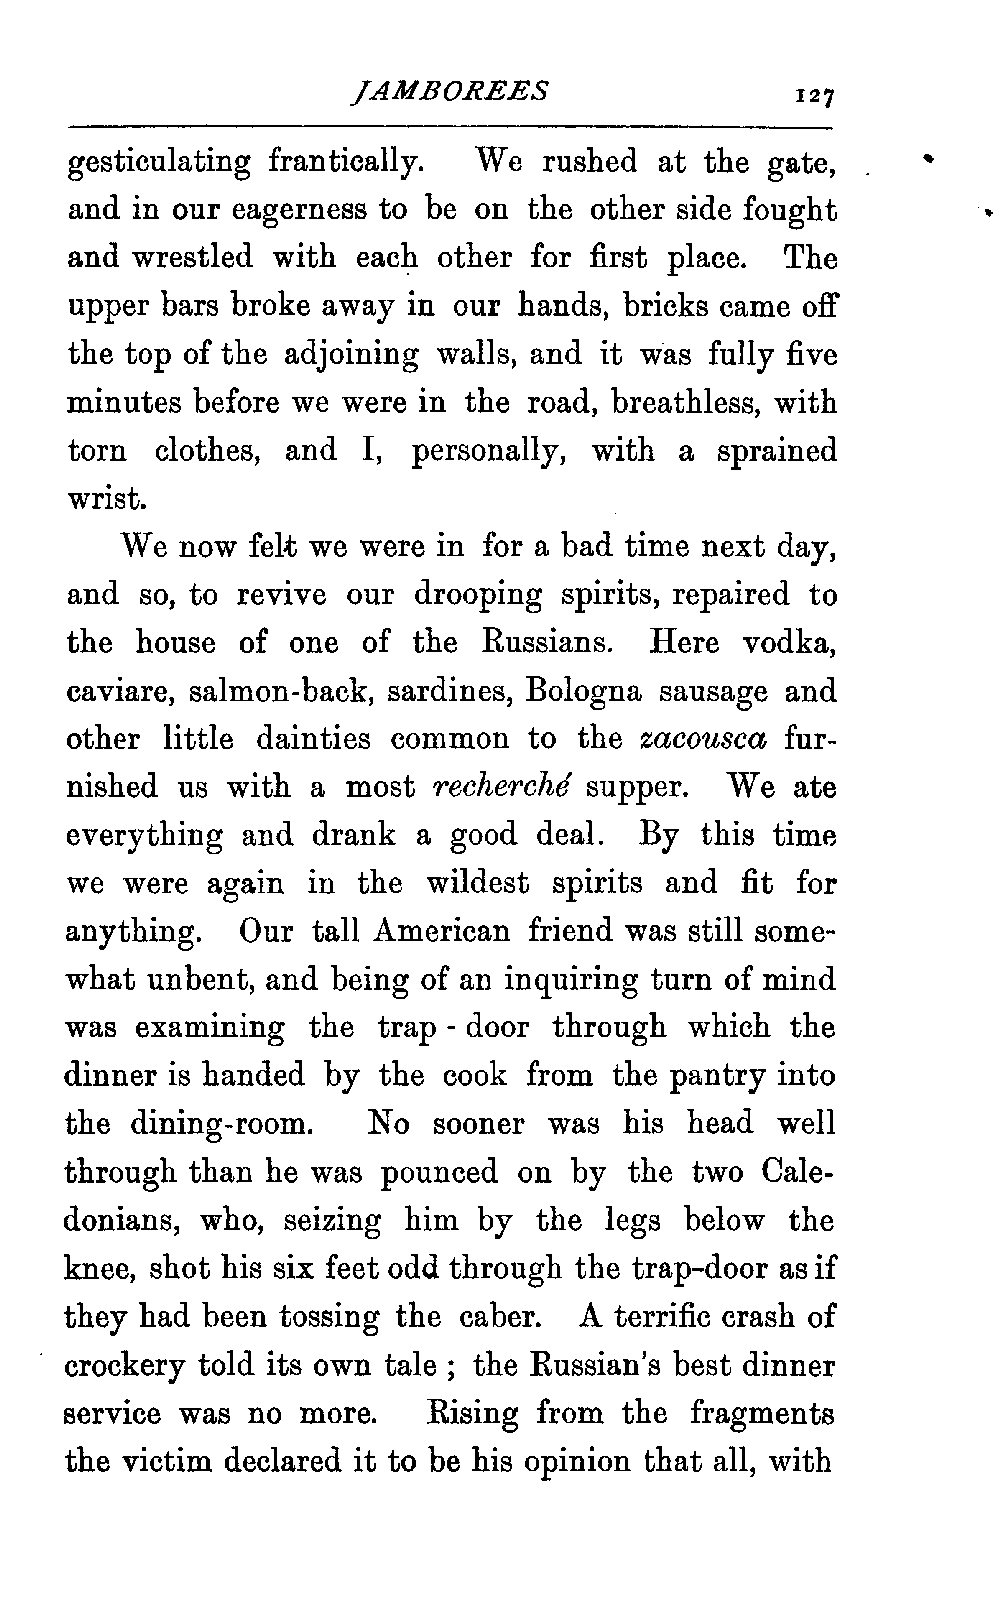 JAMBOREES 127
gesticulating frantically. We rushed at the gate,
and in our eagerness to be on the other side fought
and wrestled with each other for first place. The
upper bars broke away in our hands, bricks came off
the top of the adjoining walls, and it was fully five
minutes before we were in the road, breathless, with
torn clothes, and I, personally, with a sprained
wrist.
We now felt we were in for a bad time next day,
and so, to revive our drooping spirits, repaired to
the house of one of the Russians. Here vodka,
caviare, salmon-back, sardines, Bologna sausage and
other little dainties common to the zacousca fur-
nished us with a most recherché supper. We ate
everything and drank a good deal. By this time
we were again in the wildest spirits and fit for
anything. Our tall American friend was still some-
what unbent, and being of an inquiring turn of mind
was examining the trap-door through which the
dinner is handed by the cook from the pantry into
the dining-room. No sooner was his head well
through than he was pounced on by the two Cale-
donians, who, seizing him by the legs below the
knee, shot his six feet odd through the trap-door as if
they had been tossing the caber. A terrific crash of
crockery told its own tale ; the Russian's best dinner
service was no more. Rising from the fragments
the victim declared it to be his opinion that all, with